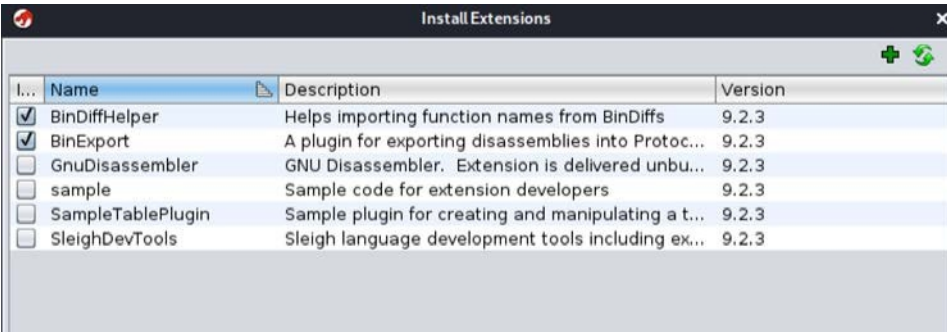 Install Extensions
I... Name Description Version
BinDiffHelper Helps importing function names from BinDiffs 9.2.3
BinExport A plugin for exporting disassemblies into Protoc... 9.2.3
GnuDisassembler GNU Disassembler. Extension is delivered unbu... 9.2.3
sample Sample code for extension developers 9.2.3
SampleTablePlugin Sample plugin for creating and manipulating a t... 9.2.3
SleighDevTools Sleigh language development tools including ex... 9.2.3